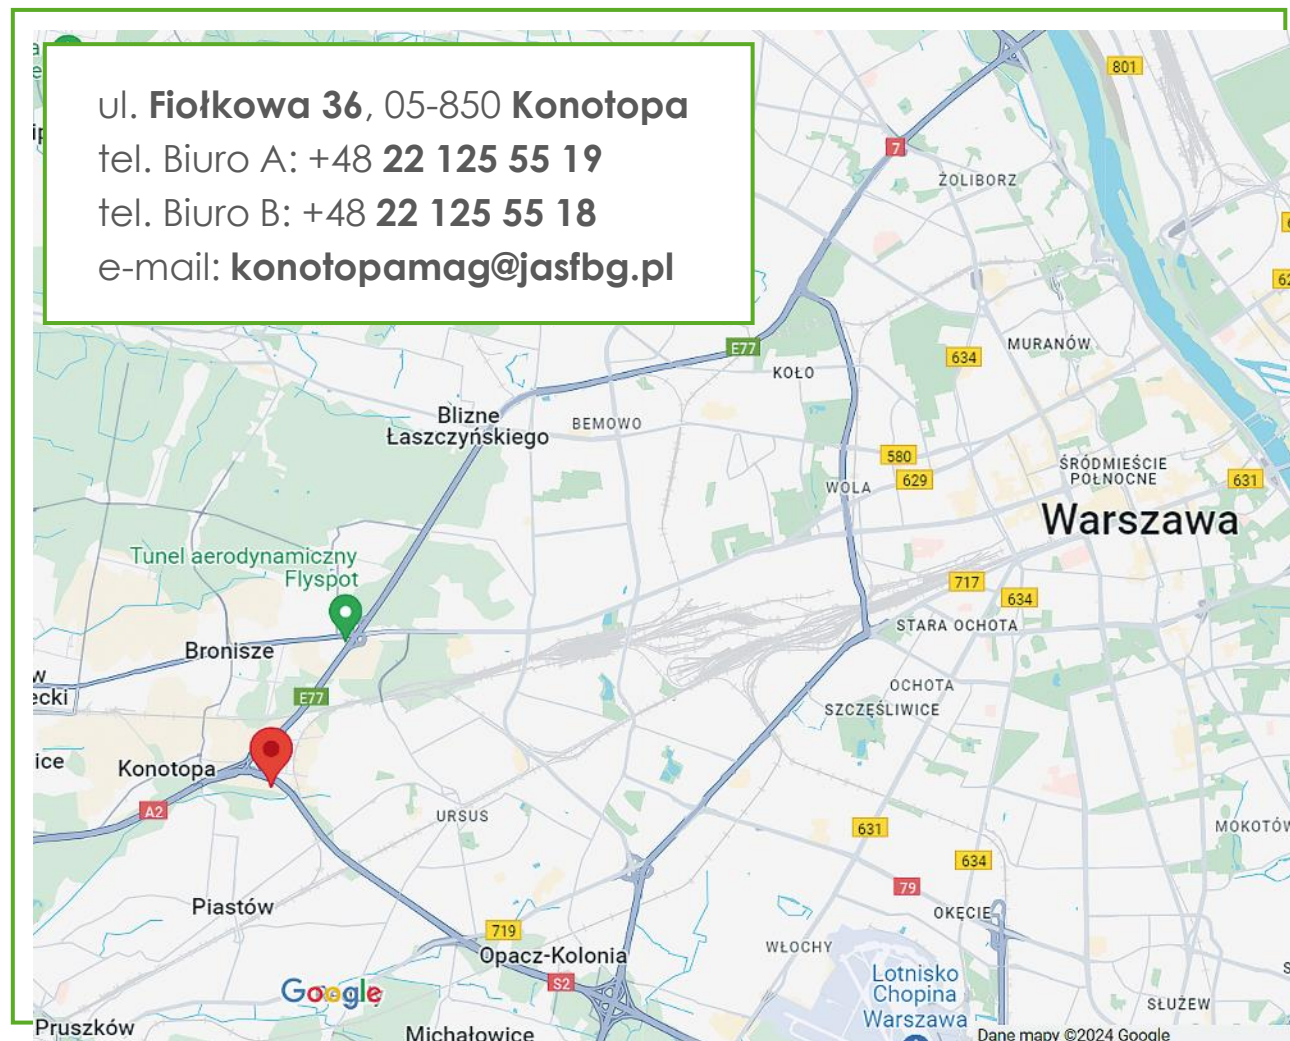 ul. Fiołkowa 36, 05-850 Konotopa
tel. Biuro A: +48 22 125 55 19
tel. Biuro B: +48 22 125 55 18
e-mail: konotopamag@jasfbg.pl
801
7
ŻOLIBORZ
E77
KOŁO
634
MURANÓW
Blizne
Łaszczyńskiego
BEMOWO
580
629
WOLA
ŚRÓDMIEŚCIE
PÓŁNOCNE
631
Warszawa
Tunel aerodynamiczny
Flyspot
717
634
STARA OCHOTA
Bronisze
E77
OCHOTA
SZCZĘŚLIWICE
Konotopa
A2
URSUS
631
634
MOKOTÓW
79
Piastów
OKĘCIE
719
Opacz-Kolonia
WŁOCHY
S2
Lotnisko
Chopina
Warszawa
Google
SŁUŻEW
Pruszków
Michałowice
Dane mapy ©2024 Google